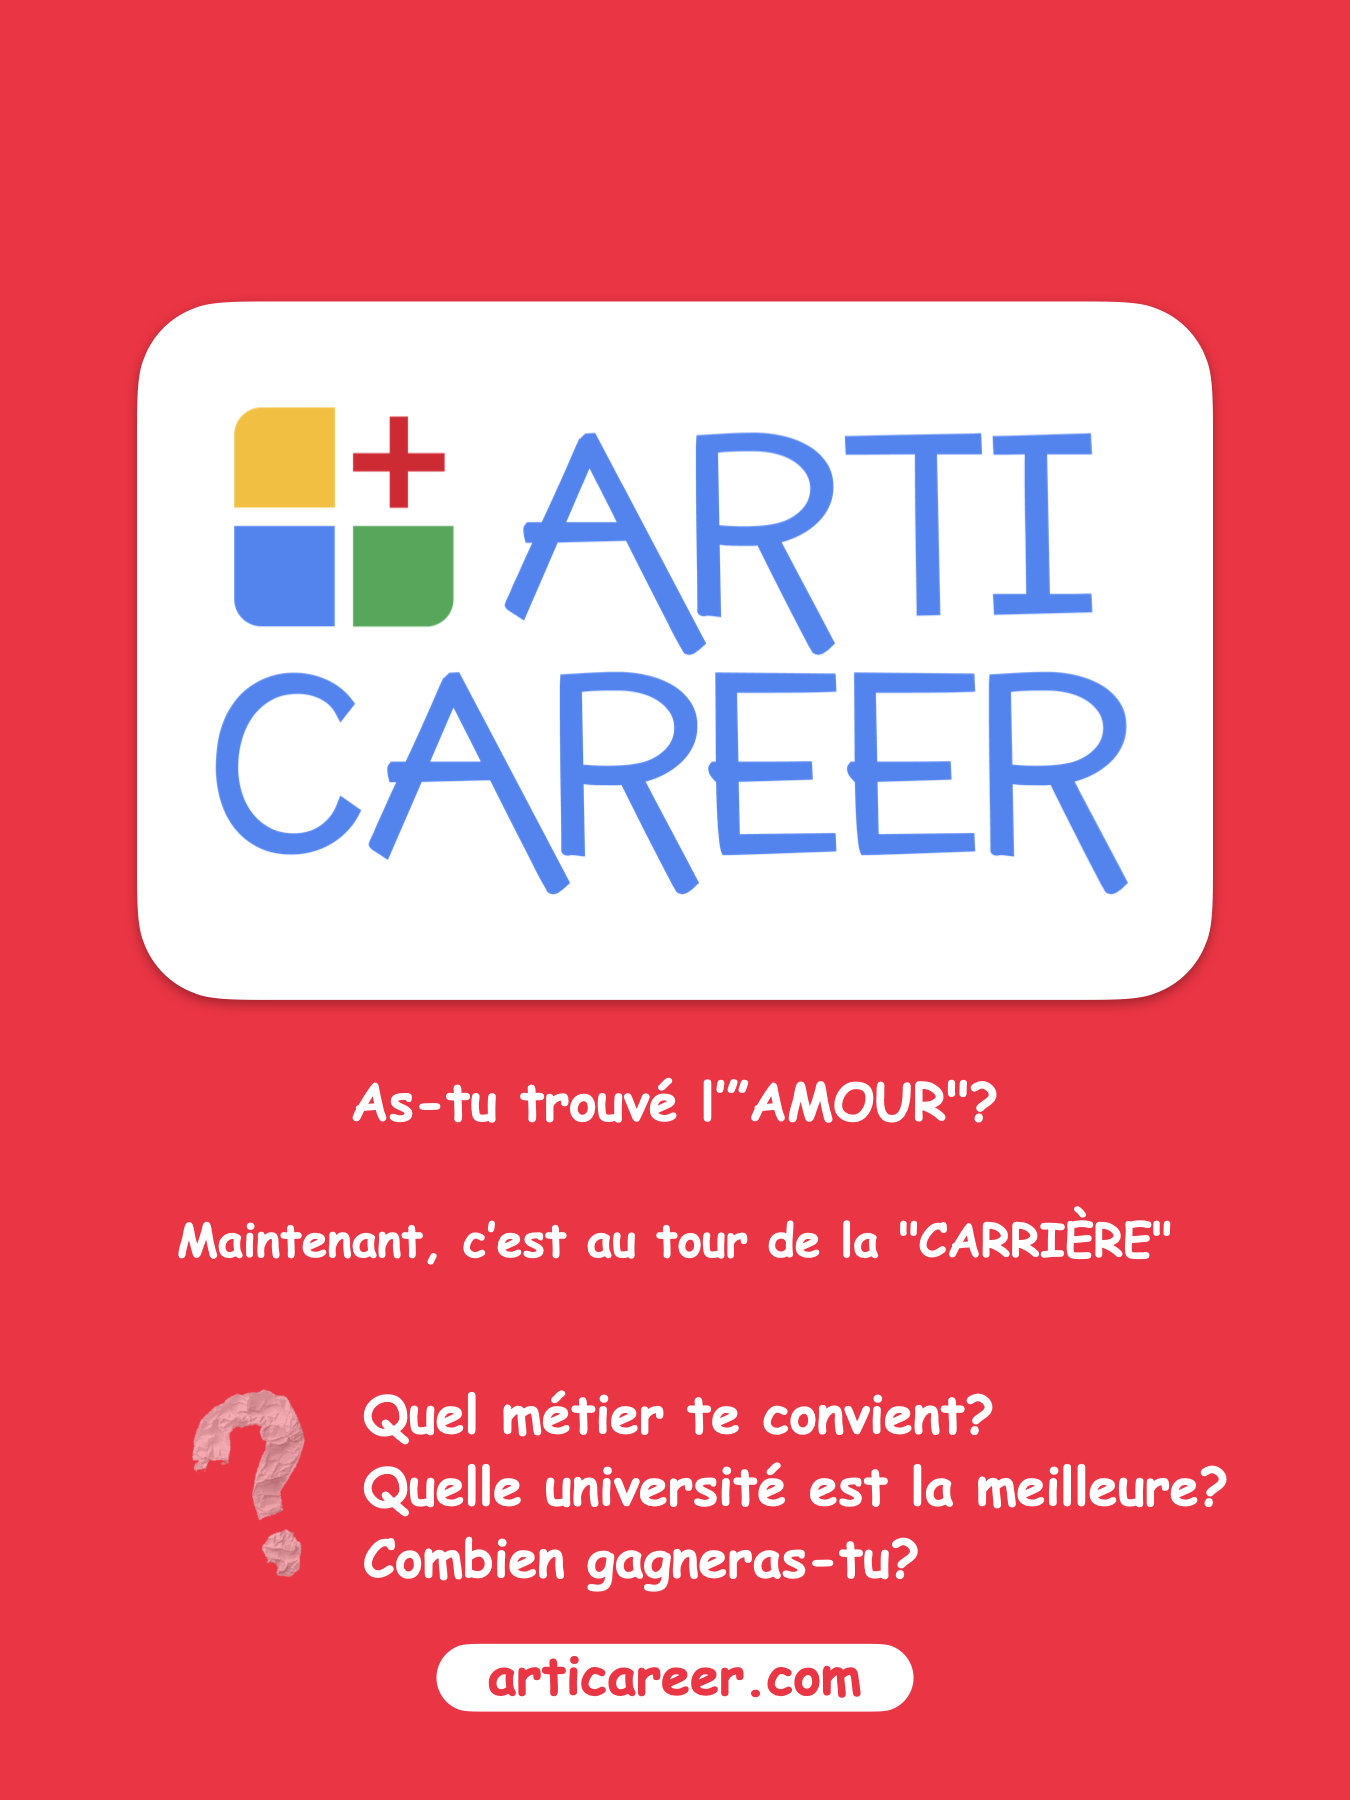 ARTI
CAREER
As-tu trouvé l'"AMOUR"?
Maintenant, c'est au tour de la "CARRIÈRE"
Quel métier te convient?
Quelle université est la meilleure?
Combien gagneras-tu?
articareer.com